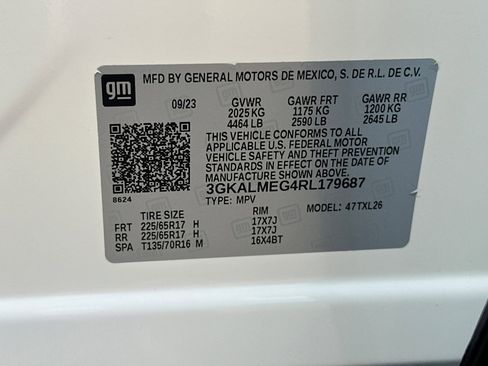 gm
MFD BY GENERAL MOTORS DE MEXICO, S. DE R.L. DE C.V.
09/23 GVWR GAWR FRT GAWR RR
2025 KG 1175 KG 1200 KG
4464 LB 2590 LB 2645 LB
THIS VEHICLE CONFORMS TO ALL
APPLICABLE U.S. FEDERAL MOTOR
VEHICLE SAFETY AND THEFT PREVENTION
STANDARDS IN EFFECT ON THE DATE OF
MANUFACTURE SHOWN ABOVE.
3GKALMEG4RL179687
8624 TYPE: MPV MODEL: 47TXL26
TIRE SIZE RIM
FRT 225/65R17 H 17X7J
RR 225/65R17 H 17X7J
SPA T135/70R16 M 16X4BT